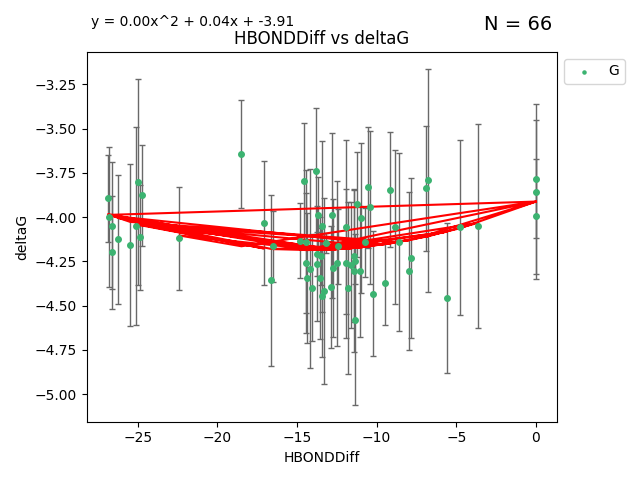 y = 0.00x^2 + 0.04x + -3.91
N = 66
HBONDDiff vs deltaG
G
−3.25
−3.50
−3.75
−4.00
−4.25
−4.50
−4.75
−5.00
deltaG
−25
−20
−15
−10
−5
0
HBONDDiff